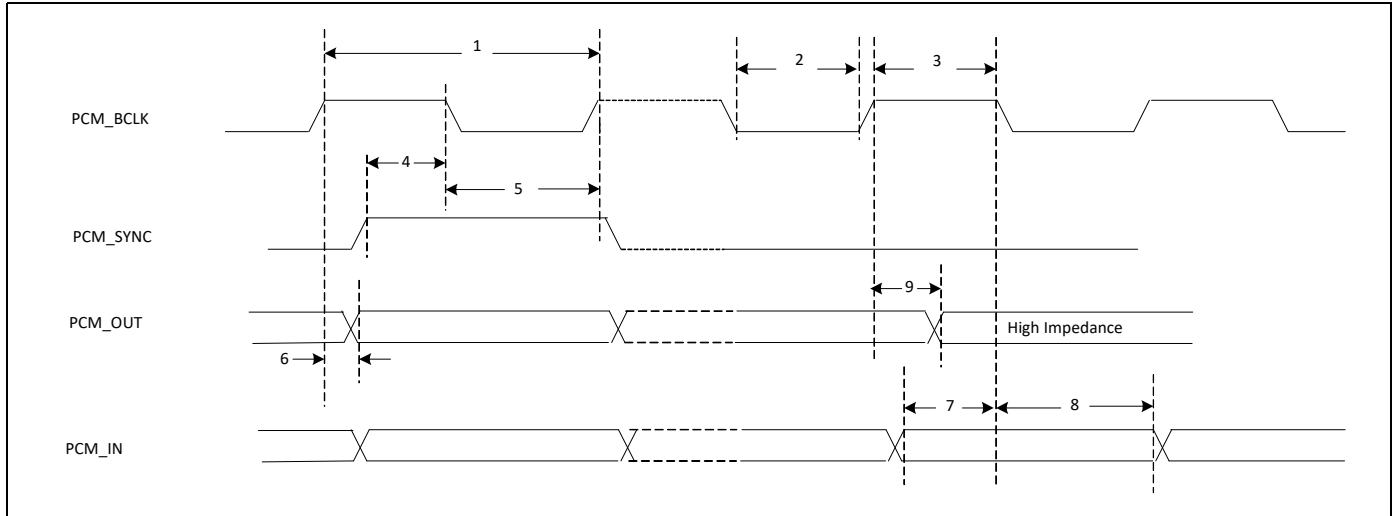 1
2
3
PCM_BCLK
4
5
PCM_SYNC
9
PCM_OUT
High Impedance
6
7
8
PCM_IN